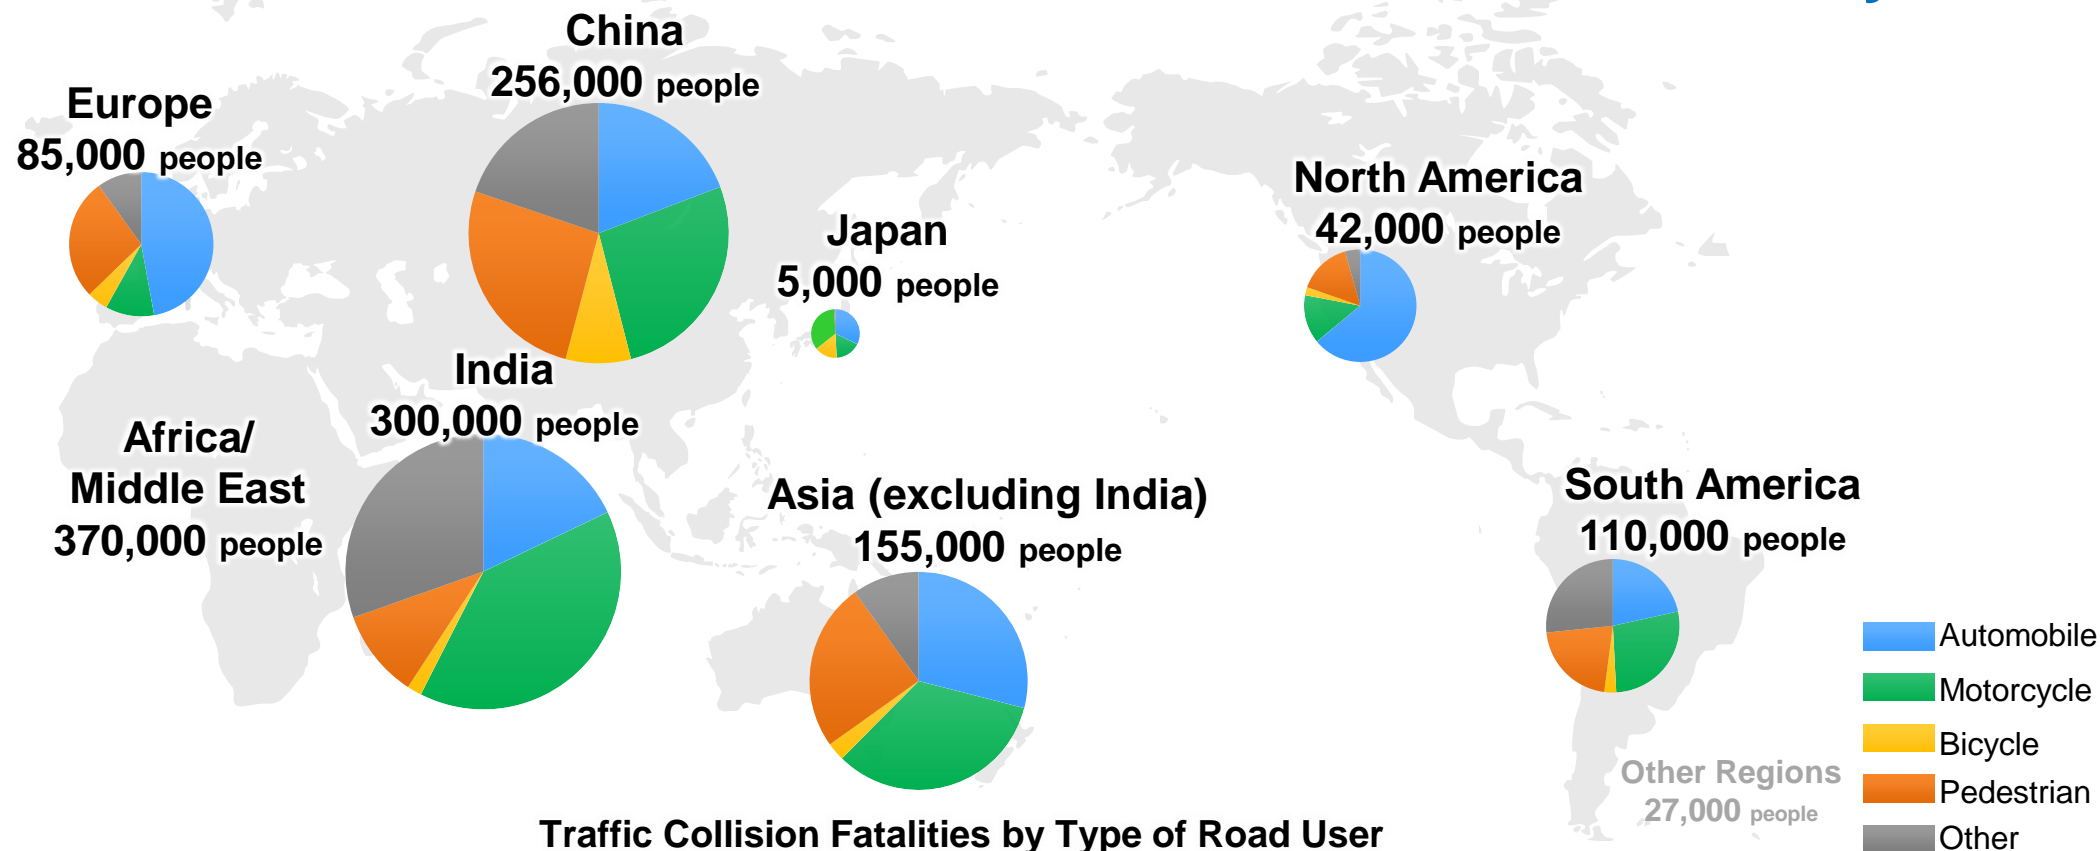 China
256,000 people
Europe
85,000 people
North America
42,000 people
Japan
5,000 people
India
300,000 people
Africa/
Middle East
370,000 people
Asia (excluding India)
155,000 people
South America
110,000 people
Automobile
Motorcycle
Bicycle
Pedestrian
Other
Other Regions
27,000 people
Traffic Collision Fatalities by Type of Road User